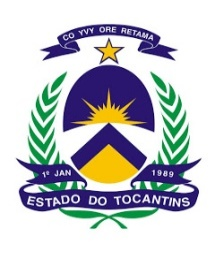 CO YVY ORE RETAMA
1º JAN 1989
ESTADO DO TOCANTINS